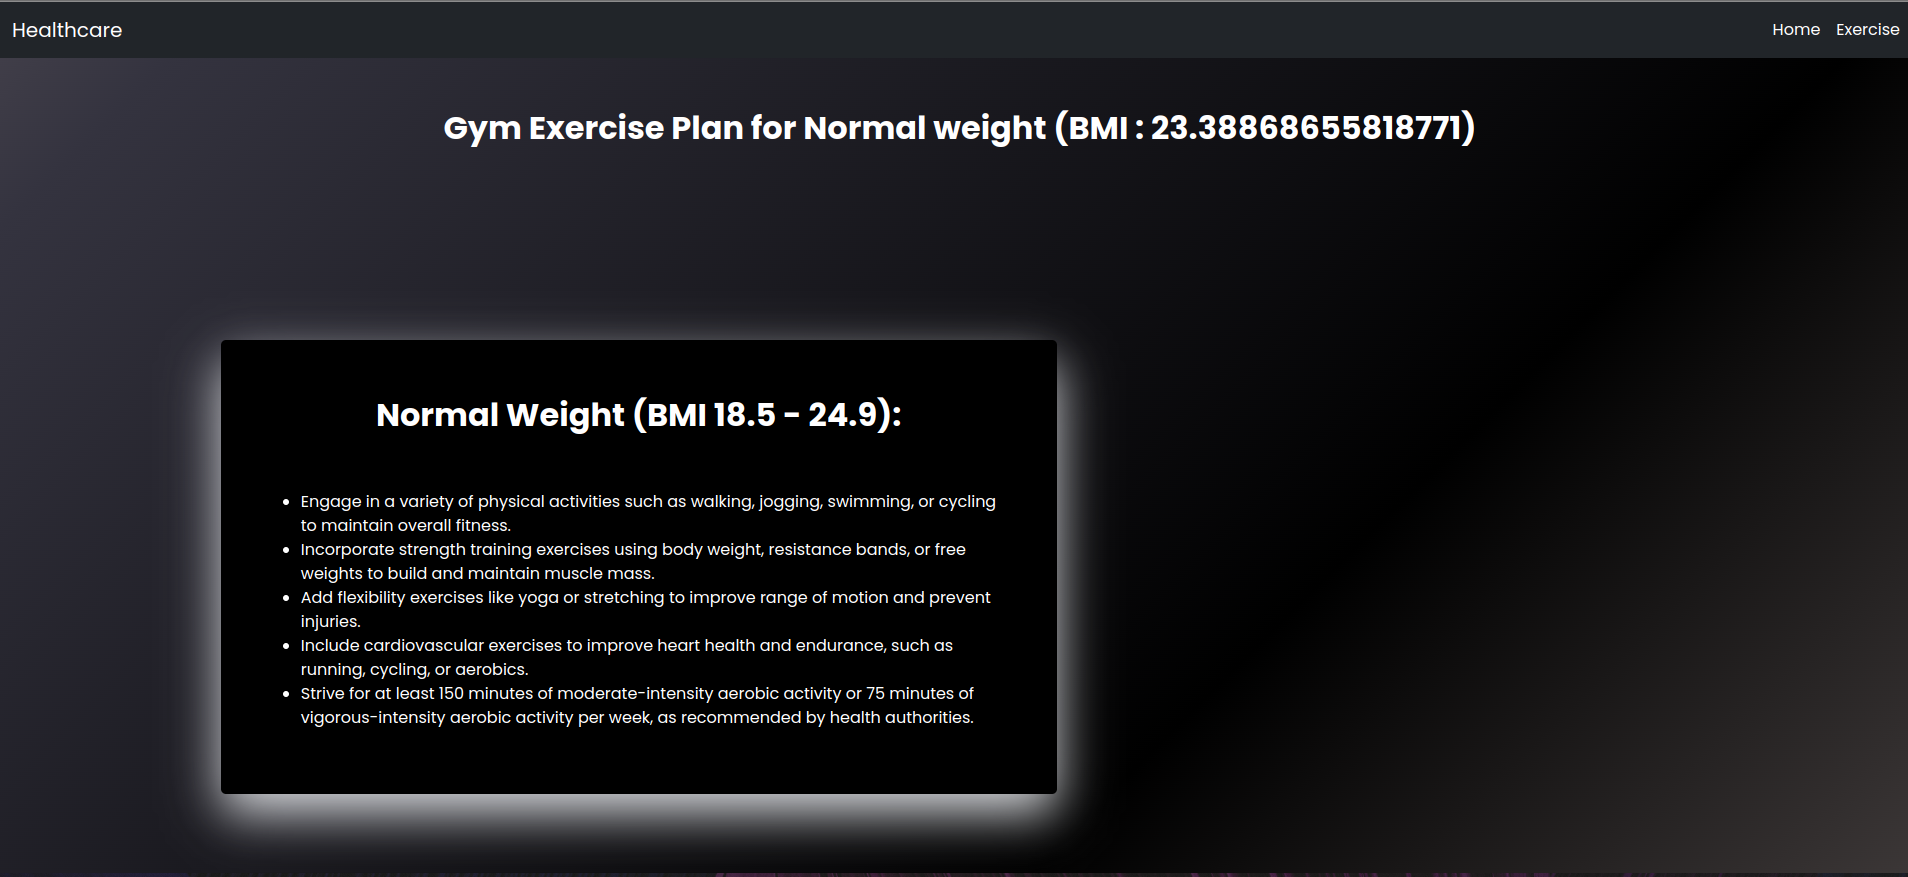 Healthcare
Home Exercise
Gym Exercise Plan for Normal weight (BMI : 23.38868655818771)
Normal Weight (BMI 18.5 - 24.9):
• Engage in a variety of physical activities such as walking, jogging, swimming, or cycling
to maintain overall fitness.
• Incorporate strength training exercises using body weight, resistance bands, or free
weights to build and maintain muscle mass.
• Add flexibility exercises like yoga or stretching to improve range of motion and prevent
injuries.
• Include cardiovascular exercises to improve heart health and endurance, such as
running, cycling, or aerobics.
• Strive for at least 150 minutes of moderate-intensity aerobic activity or 75 minutes of
vigorous-intensity aerobic activity per week, as recommended by health authorities.